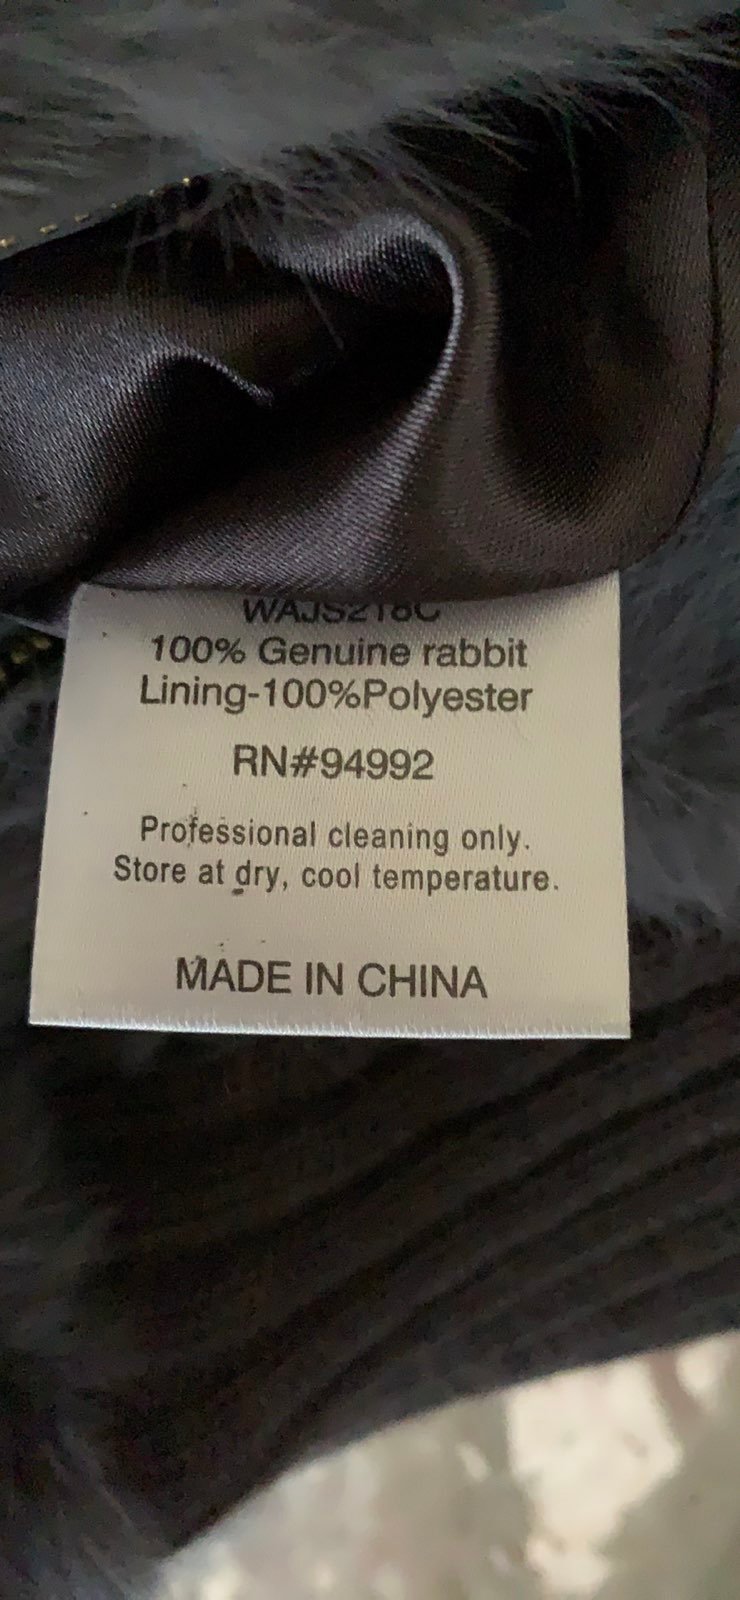 WAJS218C
100% Genuine rabbit
Lining-100%Polyester
RN#94992
Professional cleaning only.
Store at dry, cool temperature.
MADE IN CHINA